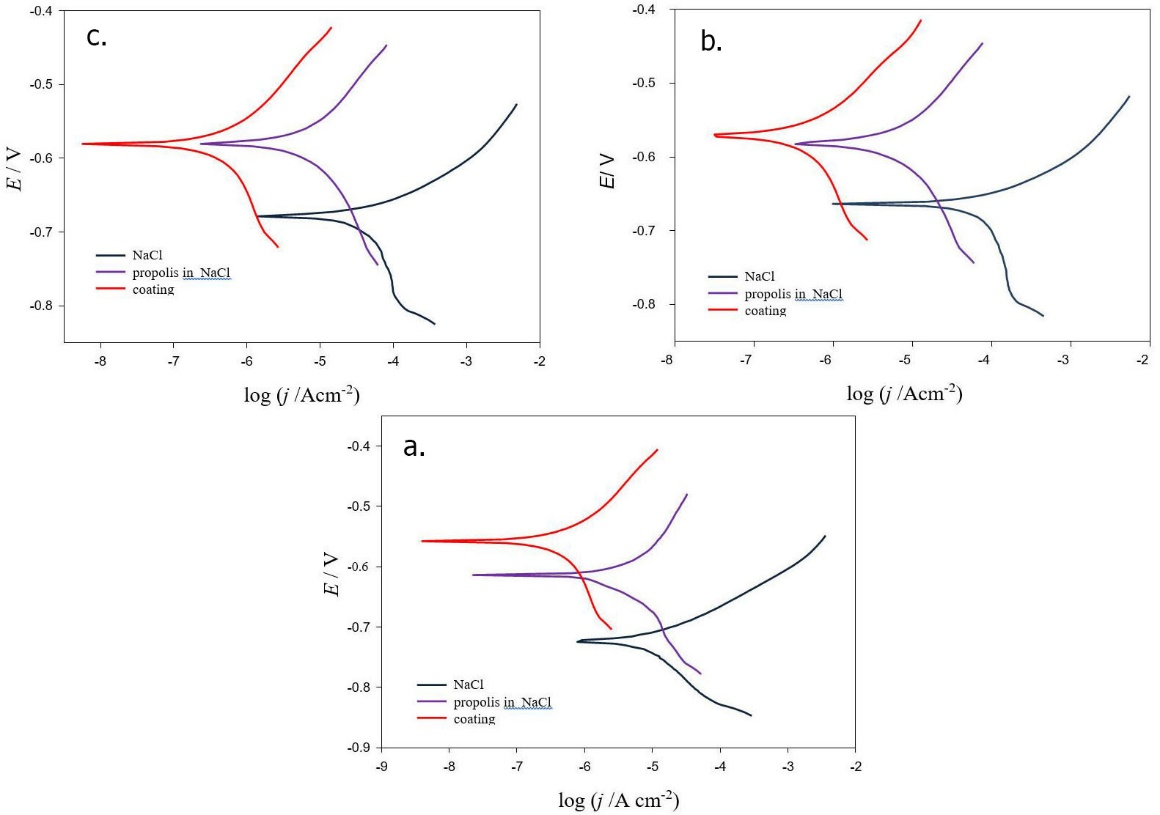 c.
-0.4
-0.5
-0.6
-0.7
-0.8
E / V
NaCl
propolis in NaCl
coating
-8 -7 -6 -5 -4 -3 -2
log (j /Acm-2)
b.
-0.4
-0.5
-0.6
-0.7
-0.8
E/ V
NaCl
propolis in NaCl
coating
-8 -7 -6 -5 -4 -3 -2
log (j /Acm-2)
a.
-0.4
-0.5
-0.6
-0.7
-0.8
-0.9
E / V
NaCl
propolis in NaCl
coating
-9 -8 -7 -6 -5 -4 -3 -2
log (j /A cm-2)